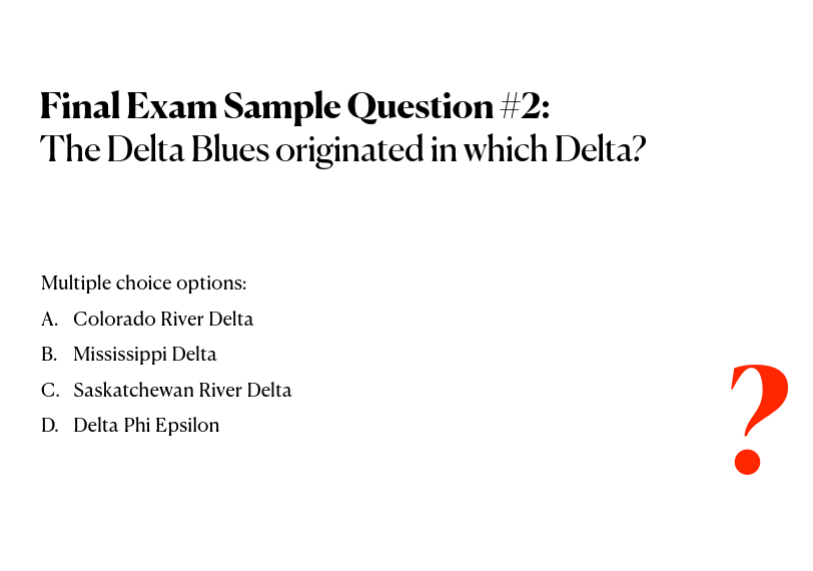 Final Exam Sample Question #2:
The Delta Blues originated in which Delta?
Multiple choice options:
A. Colorado River Delta
B. Mississippi Delta
C. Saskatchewan River Delta
D. Delta Phi Epsilon
?